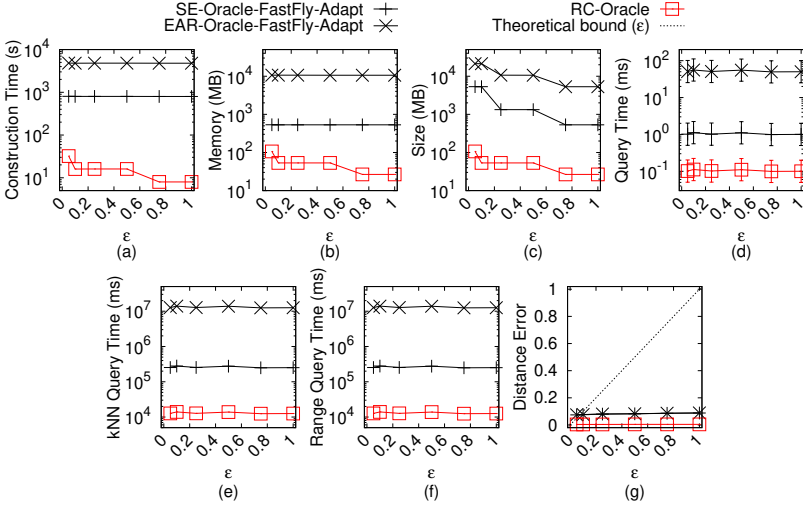 SE-Oracle-FastFly-Adapt
EAR-Oracle-FastFly-Adapt
RC-Oracle
Theoretical bound (ε)
Construction Time (s)
10^4
10^3
10^2
10^1
0 0.2 0.4 0.6 0.8 1
ε
(a)
Memory (MB)
10^4
10^3
10^2
10^1
0 0.2 0.4 0.6 0.8 1
ε
(b)
Size (MB)
10^4
10^3
10^2
10^1
0 0.2 0.4 0.6 0.8 1
ε
(c)
Query Time (ms)
10^2
10^1
10^0
10^-1
0 0.2 0.4 0.6 0.8 1
ε
(d)
kNN Query Time (ms)
10^7
10^6
10^5
10^4
0 0.2 0.4 0.6 0.8 1
ε
(e)
Range Query Time (ms)
10^7
10^6
10^5
10^4
0 0.2 0.4 0.6 0.8 1
ε
(f)
Distance Error
1
0.8
0.6
0.4
0.2
0
0 0.2 0.4 0.6 0.8 1
ε
(g)